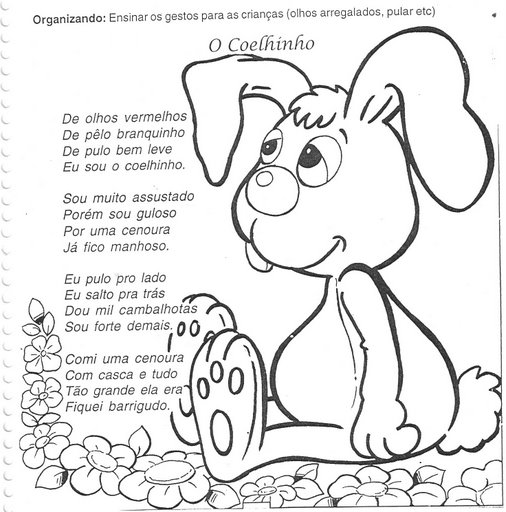 Organizando: Ensinar os gestos para as crianças (olhos arregalados, pular etc)
O Coelhinho
De olhos vermelhos
De pêlo branquinho
De pulo bem leve
Eu sou o coelhinho.
Sou muito assustado
Porém sou guloso
Por uma cenoura
Já fico manhoso.
Eu pulo pro lado
Eu salto pra trás
Dou mil cambalhotas
Sou forte demais.
Comi uma cenoura
Com casca e tudo
Tão grande ela era
Fiquei barrigudo.